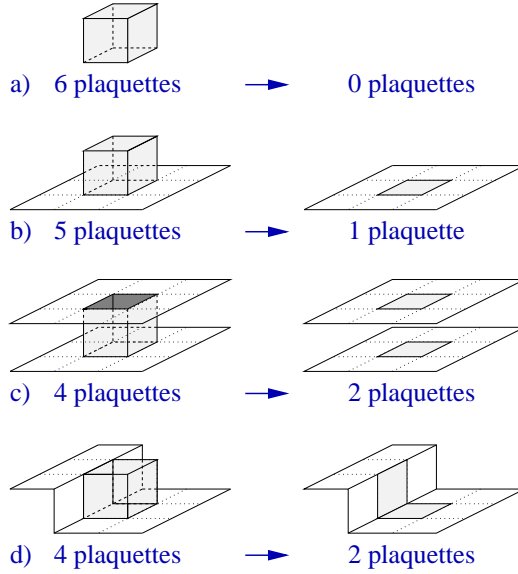 a) 6 plaquettes → 0 plaquettes
b) 5 plaquettes → 1 plaquette
c) 4 plaquettes → 2 plaquettes
d) 4 plaquettes → 2 plaquettes